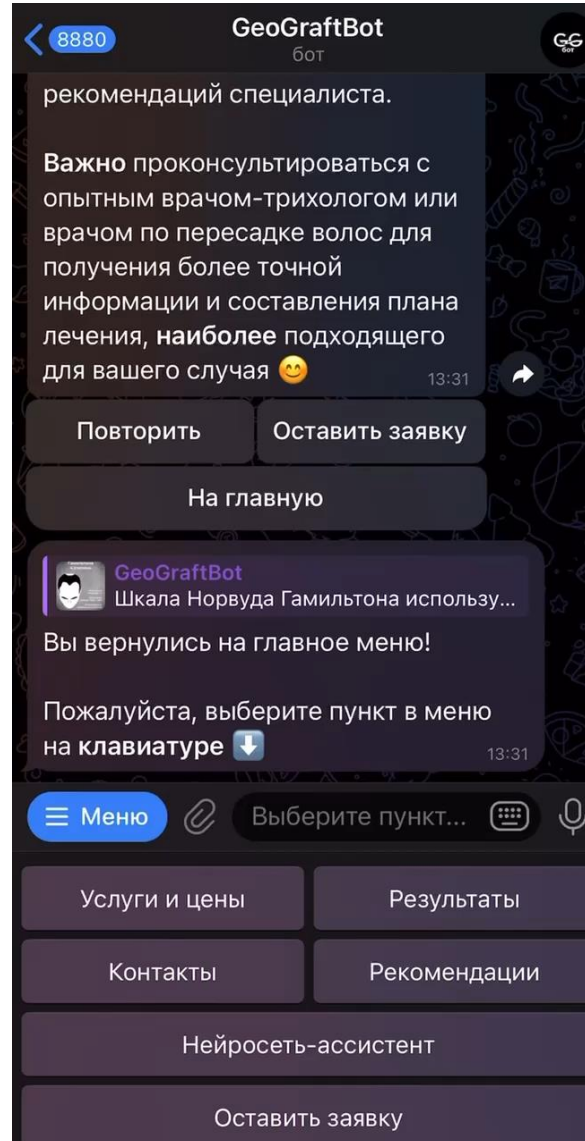 8880
GeoGraftBot
бот
GG
бот
рекомендаций специалиста.
Важно проконсультироваться с
опытным врачом-трихологом или
врачом по пересадке волос для
получения более точной
информации и составления плана
лечения, наиболее подходящего
для вашего случая 😊
13:31
Повторить
Оставить заявку
На главную
GeoGraftBot
Шкала Норвуда Гамильтона использу...
Вы вернулись на главное меню!
Пожалуйста, выберите пункт в меню
на клавиатуре ⬇️
13:31
Меню
Выберите пункт...
Услуги и цены
Результаты
Контакты
Рекомендации
Нейросеть-ассистент
Оставить заявку